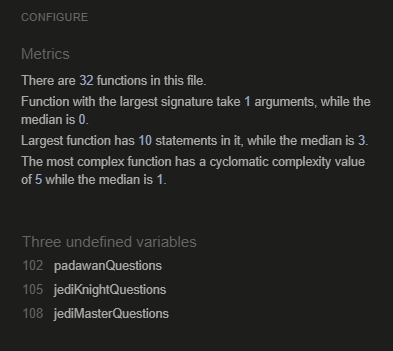 CONFIGURE
Metrics
There are 32 functions in this file.
Function with the largest signature take 1 arguments, while the
median is 0.
Largest function has 10 statements in it, while the median is 3.
The most complex function has a cyclomatic complexity value
of 5 while the median is 1.
Three undefined variables
102 padawanQuestions
105 jediKnightQuestions
108 jediMasterQuestions